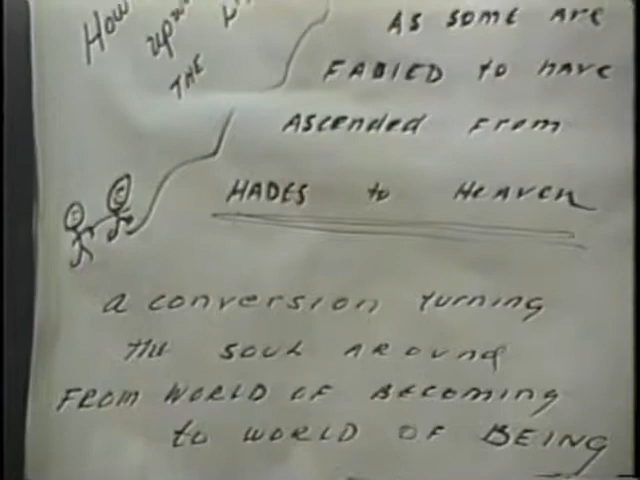 How
up
THE
AS SOME ARE
FABlED to HAVE
ASCENDED FROM
HADES to HEAVEN
a conversion turning
THE SOUL AROUND
FROM WORLD OF BECOMING
to WORLD OF BEING